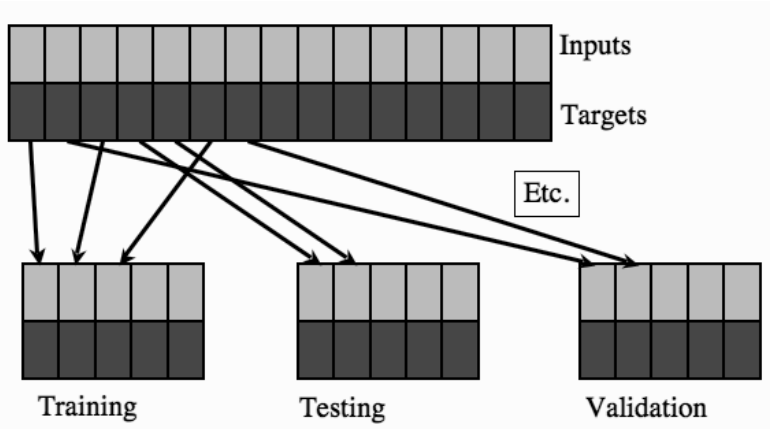 Inputs
Targets
Etc.
Training
Testing
Validation